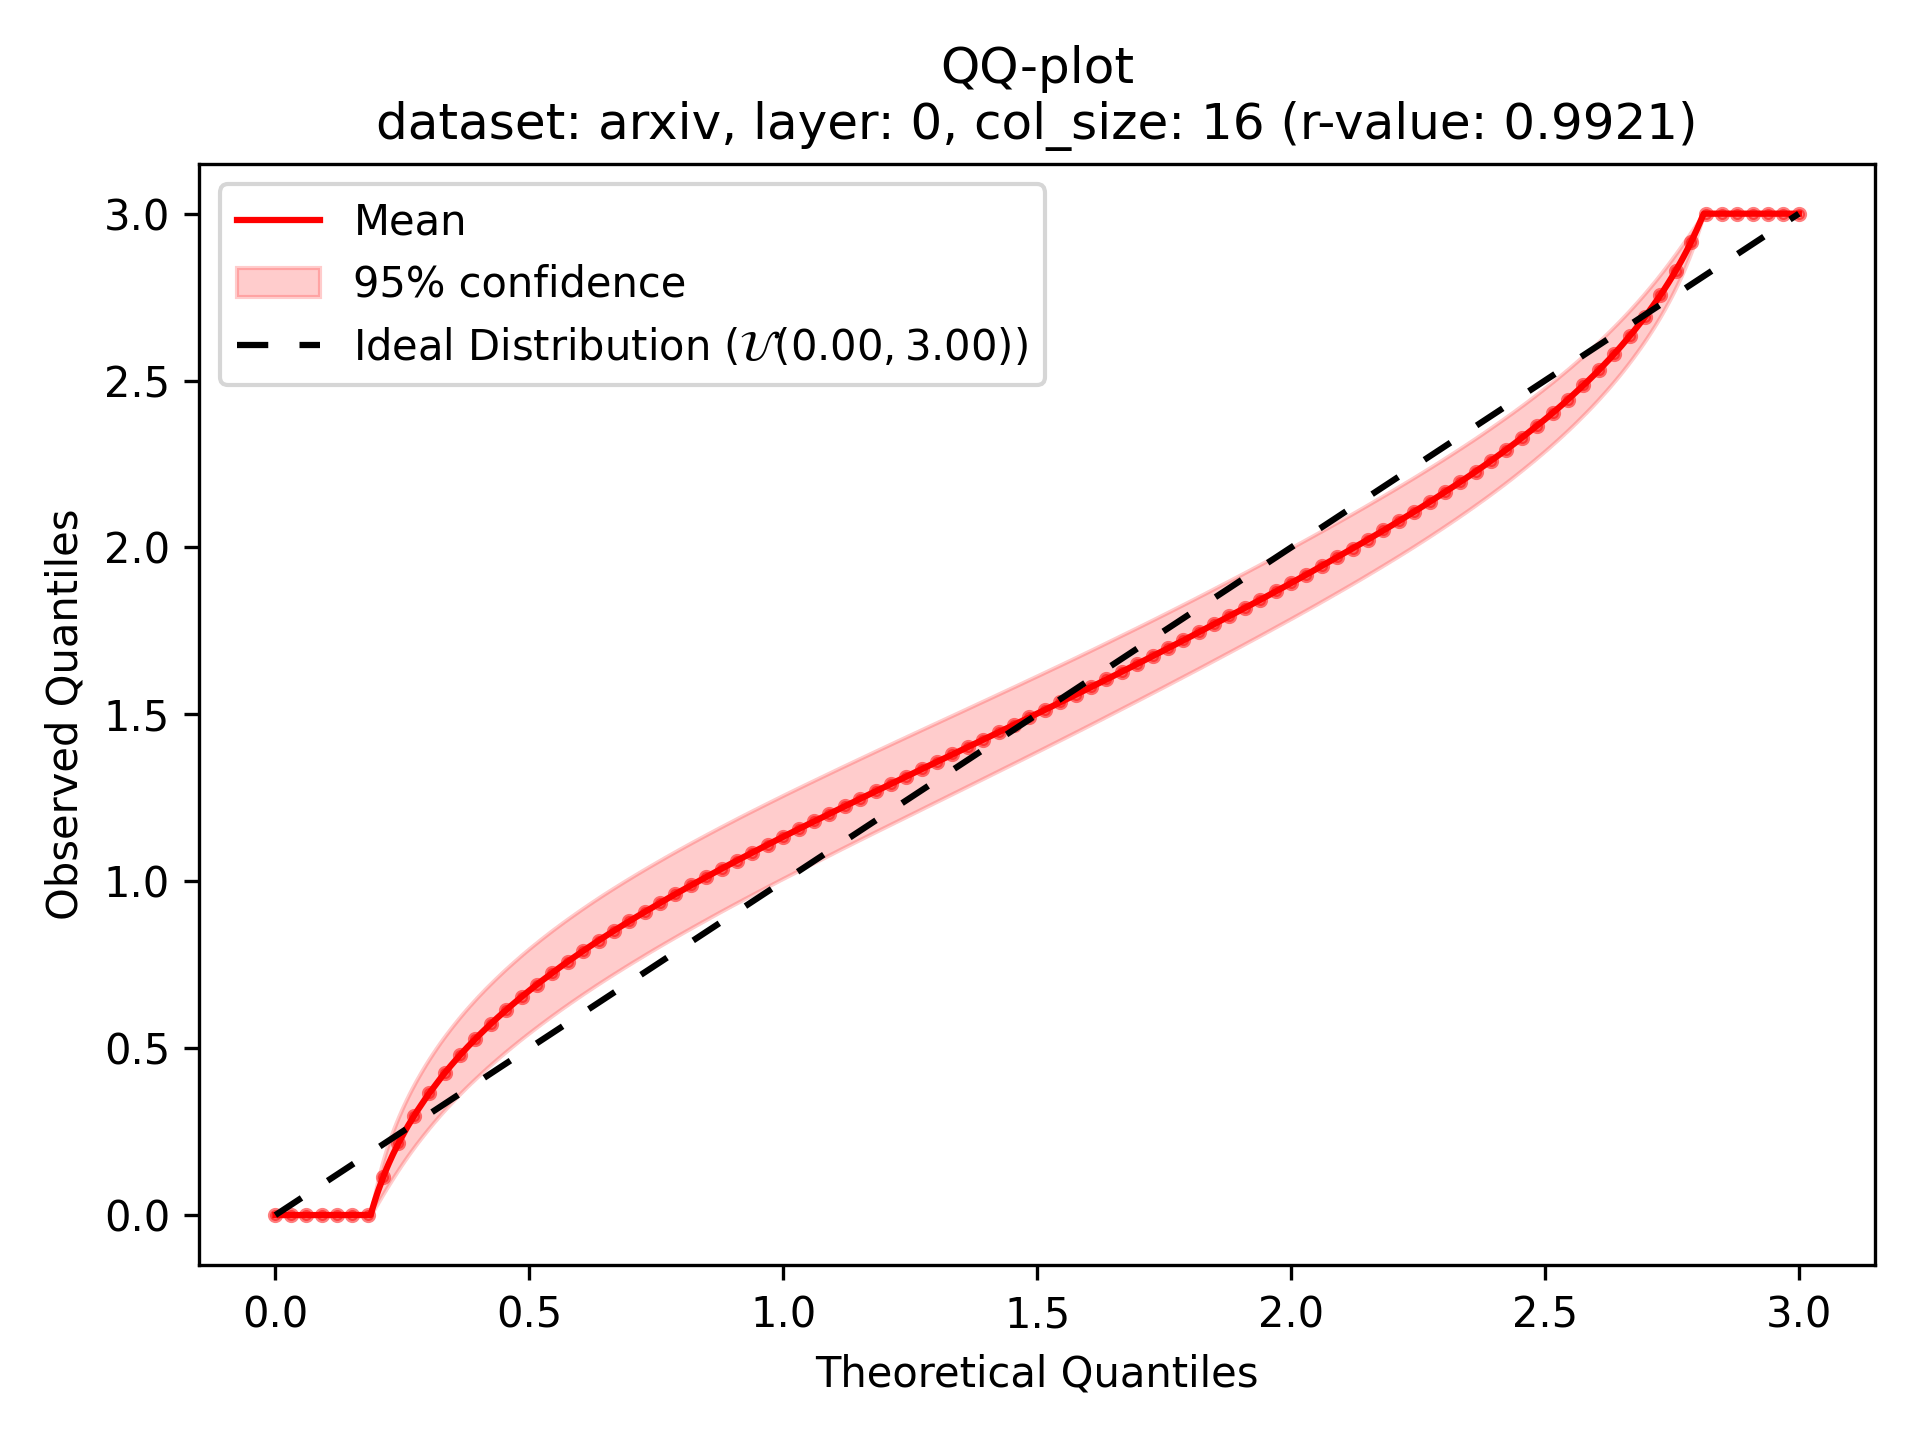 QQ-plot
dataset: arxiv, layer: 0, col_size: 16 (r-value: 0.9921)
Mean
95% confidence
Ideal Distribution (𝒰(0.00, 3.00))
3.0
2.5
2.0
1.5
1.0
0.5
0.0
Observed Quantiles
0.0 0.5 1.0 1.5 2.0 2.5 3.0
Theoretical Quantiles